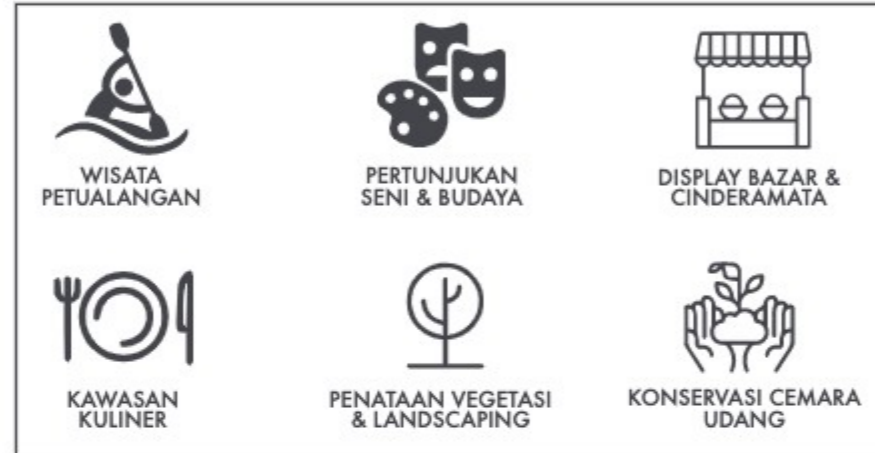 WISATA
PETUALANGAN
PERTUNJUKAN
SENI & BUDAYA
DISPLAY BAZAR &
CINDERAMATA
KAWASAN
KULINER
PENATAAN VEGETASI
& LANDSCAPING
KONSERVASI CEMARA
UDANG